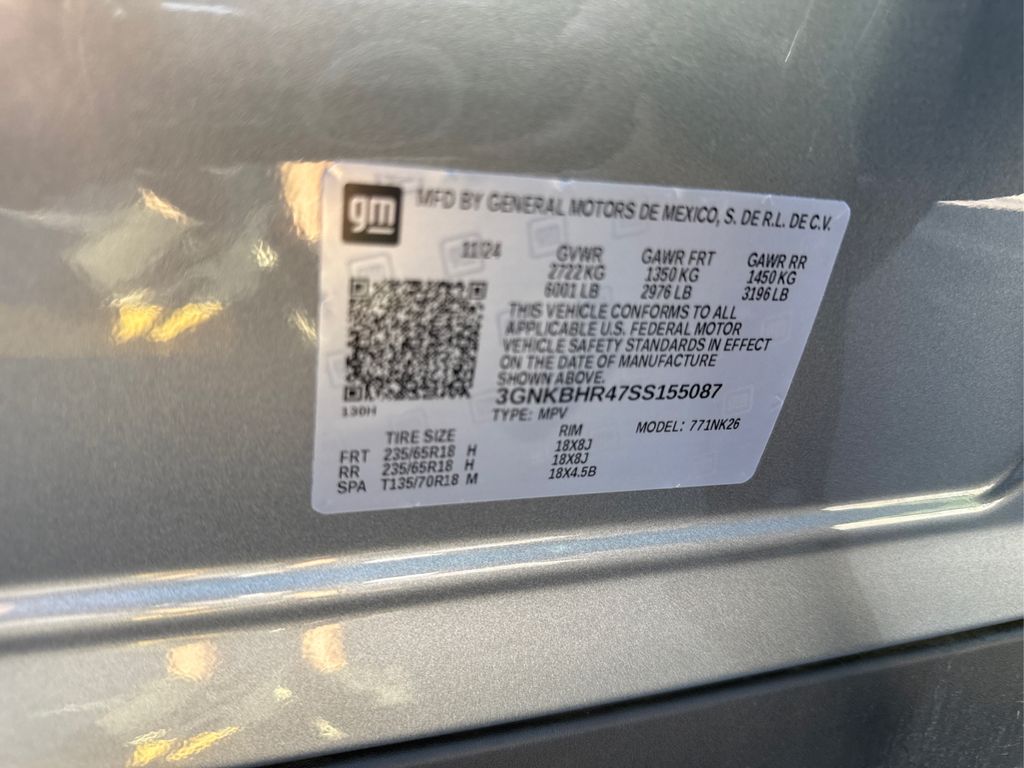 gm
MFD BY GENERAL MOTORS DE MEXICO, S. DE R.L. DE C.V.
11/24 GVWR GAWR FRT GAWR RR
2722 KG 1350 KG 1450 KG
6001 LB 2976 LB 3196 LB
THIS VEHICLE CONFORMS TO ALL
APPLICABLE U.S. FEDERAL MOTOR
VEHICLE SAFETY STANDARDS IN EFFECT
ON THE DATE OF MANUFACTURE
SHOWN ABOVE.
3GNKBHR47SS155087
130H
TYPE: MPV
MODEL: 771NK26
TIRE SIZE RIM
FRT 235/65R18 H 18X8J
RR 235/65R18 H 18X8J
SPA T135/70R18 M 18X4.5B